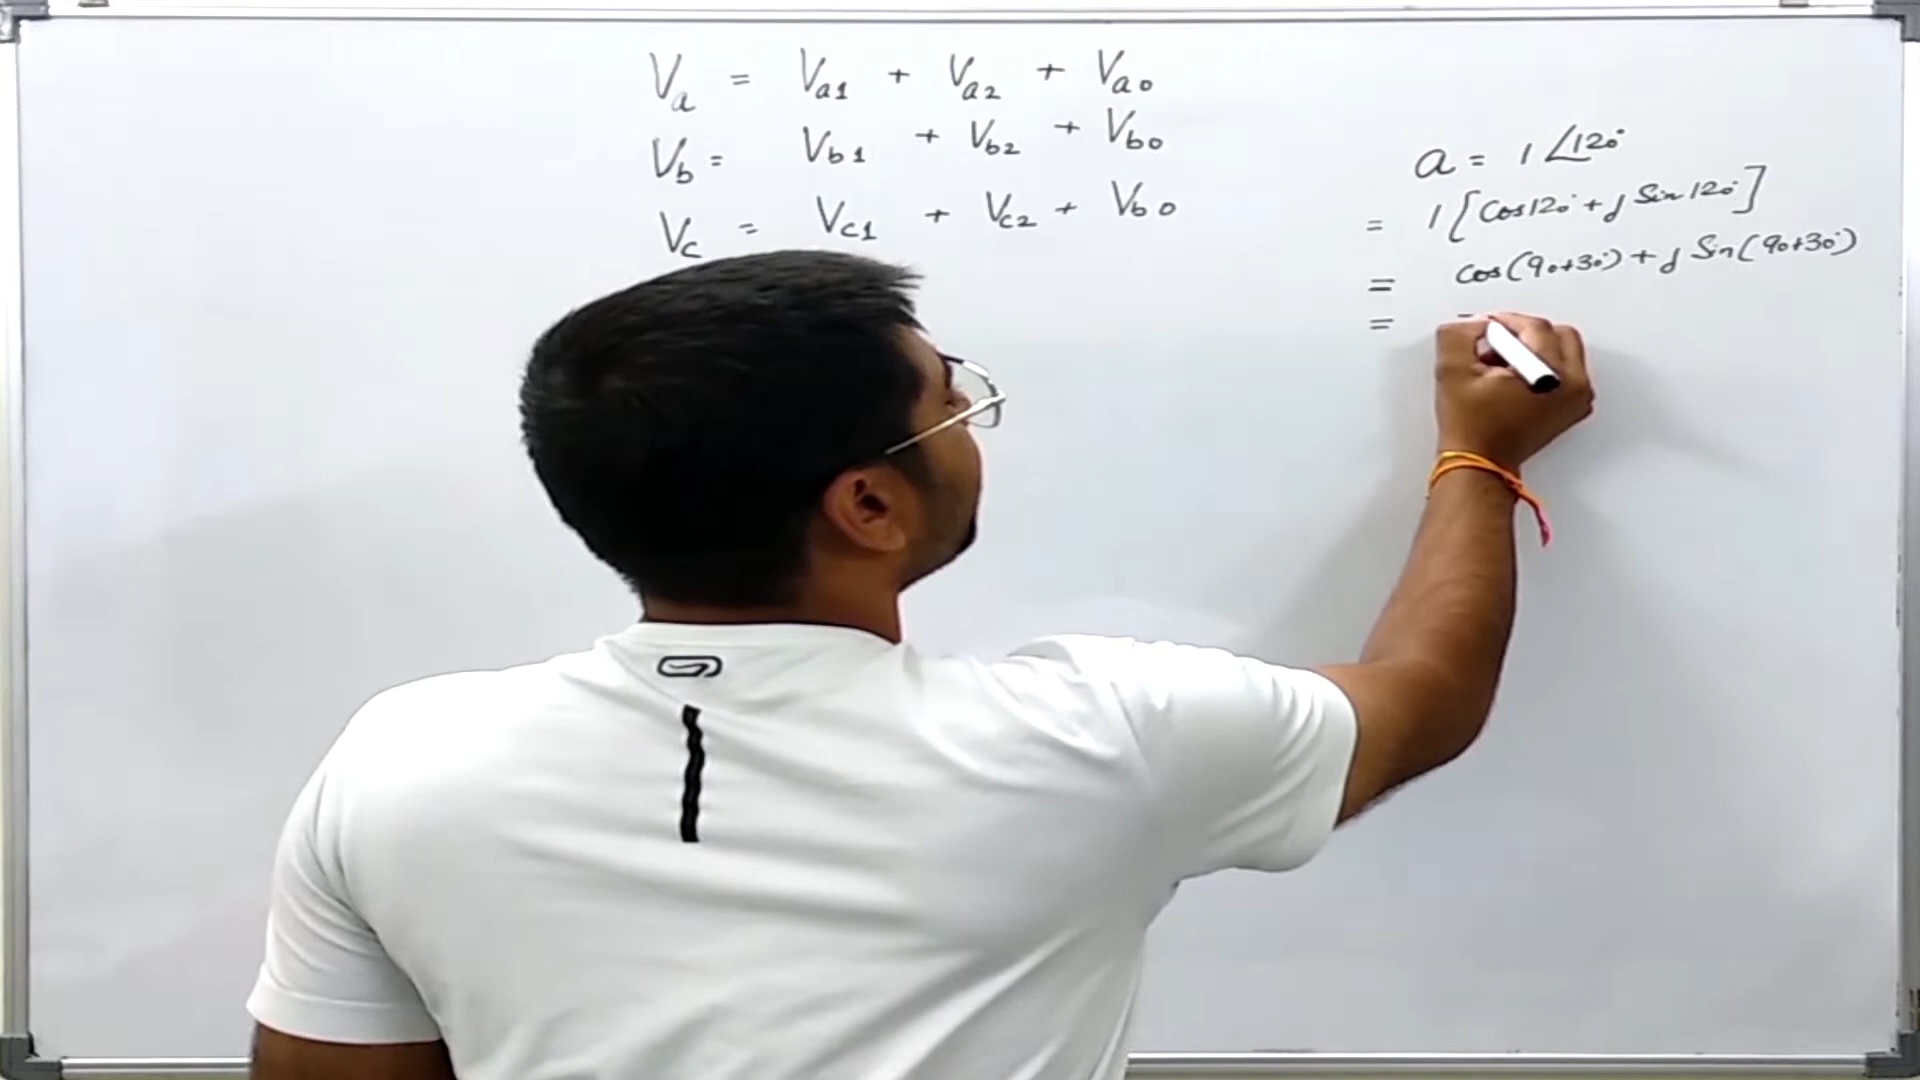 Va = Va1 + Va2 + Va0
Vb = Vb1 + Vb2 + Vb0
Vc = Vc1 + Vc2 + Vb0
a = 1∠120°
= 1[Cos120° + j Sin120°]
= Cos(90+30°) + j Sin(90+30°)
= -